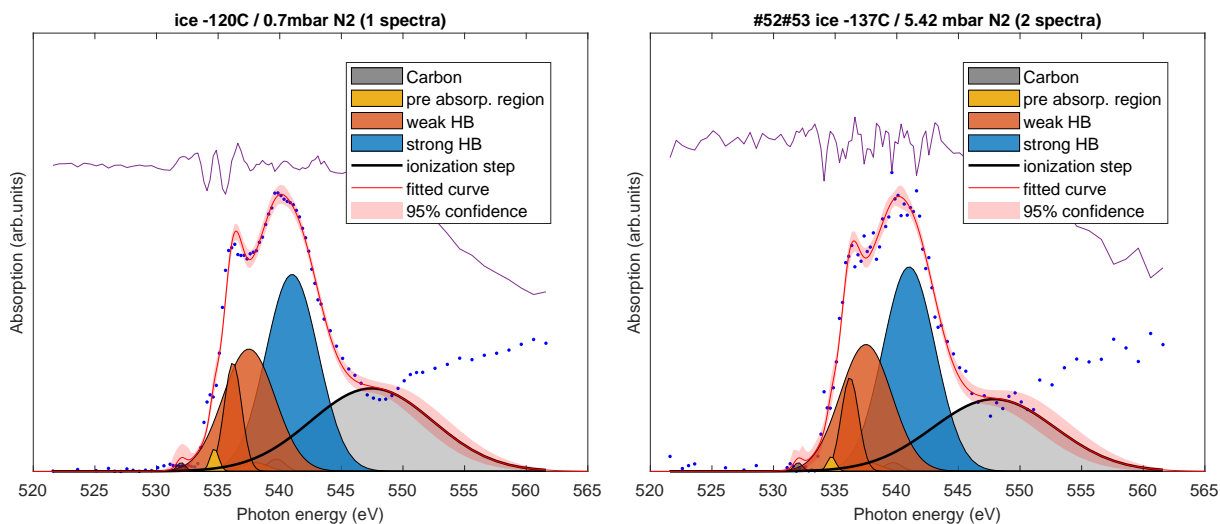 ice -120C / 0.7mbar N2 (1 spectra)
Absorption (arb.units)
Carbon
pre absorp. region
weak HB
strong HB
ionization step
fitted curve
95% confidence
520 525 530 535 540 545 550 555 560 565
Photon energy (eV)
#52#53 ice -137C / 5.42 mbar N2 (2 spectra)
Absorption (arb.units)
Carbon
pre absorp. region
weak HB
strong HB
ionization step
fitted curve
95% confidence
520 525 530 535 540 545 550 555 560 565
Photon energy (eV)